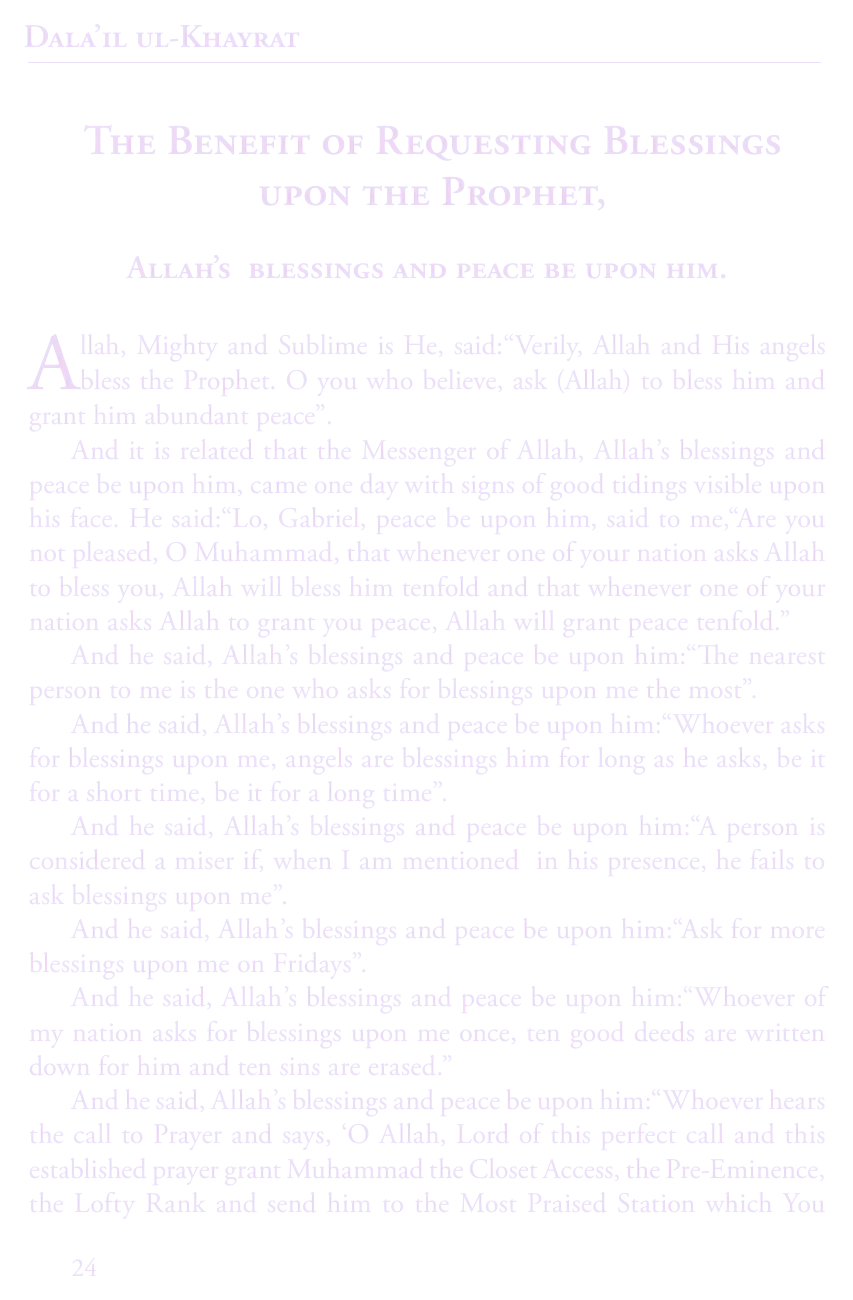 Dala’il ul-Khayrat
The Benefit of Requesting Blessings
upon the Prophet,
Allah’s blessings and peace be upon him.
Allah, Mighty and Sublime is He, said:“Verily, Allah and His angels
bless the Prophet. O you who believe, ask (Allah) to bless him and
grant him abundant peace”.
And it is related that the Messenger of Allah, Allah’s blessings and
peace be upon him, came one day with signs of good tidings visible upon
his face. He said:“Lo, Gabriel, peace be upon him, said to me,“Are you
not pleased, O Muhammad, that whenever one of your nation asks Allah
to bless you, Allah will bless him tenfold and that whenever one of your
nation asks Allah to grant you peace, Allah will grant peace tenfold.”
And he said, Allah’s blessings and peace be upon him:“The nearest
person to me is the one who asks for blessings upon me the most”.
And he said, Allah’s blessings and peace be upon him:“Whoever asks
for blessings upon me, angels are blessings him for long as he asks, be it
for a short time, be it for a long time”.
And he said, Allah’s blessings and peace be upon him:“A person is
considered a miser if, when I am mentioned in his presence, he fails to
ask blessings upon me”.
And he said, Allah’s blessings and peace be upon him:“Ask for more
blessings upon me on Fridays”.
And he said, Allah’s blessings and peace be upon him:“Whoever of
my nation asks for blessings upon me once, ten good deeds are written
down for him and ten sins are erased.”
And he said, Allah’s blessings and peace be upon him:“Whoever hears
the call to Prayer and says, ‘O Allah, Lord of this perfect call and this
established prayer grant Muhammad the Closet Access, the Pre-Eminence,
the Lofty Rank and send him to the Most Praised Station which You
24